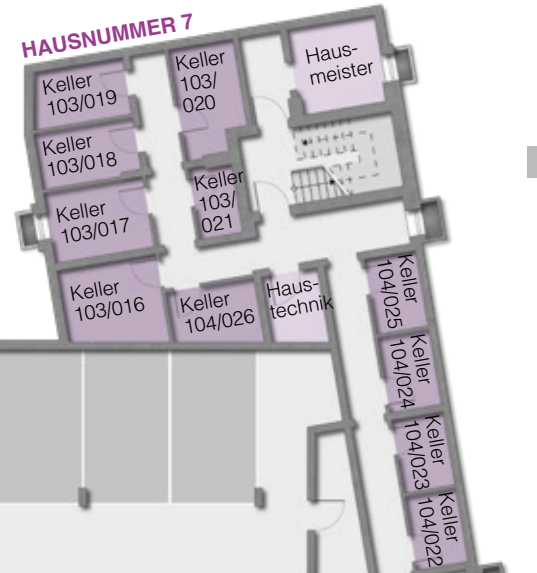 HAUSNUMMER 7
Keller
103/019
Keller
103/
020
Haus-
meister
Keller
103/018
Keller
103/
021
Keller
103/017
Keller
103/016
Keller
104/026
Haus-
technik
Keller
104/025
Keller
104/024
Keller
104/023
Keller
104/022